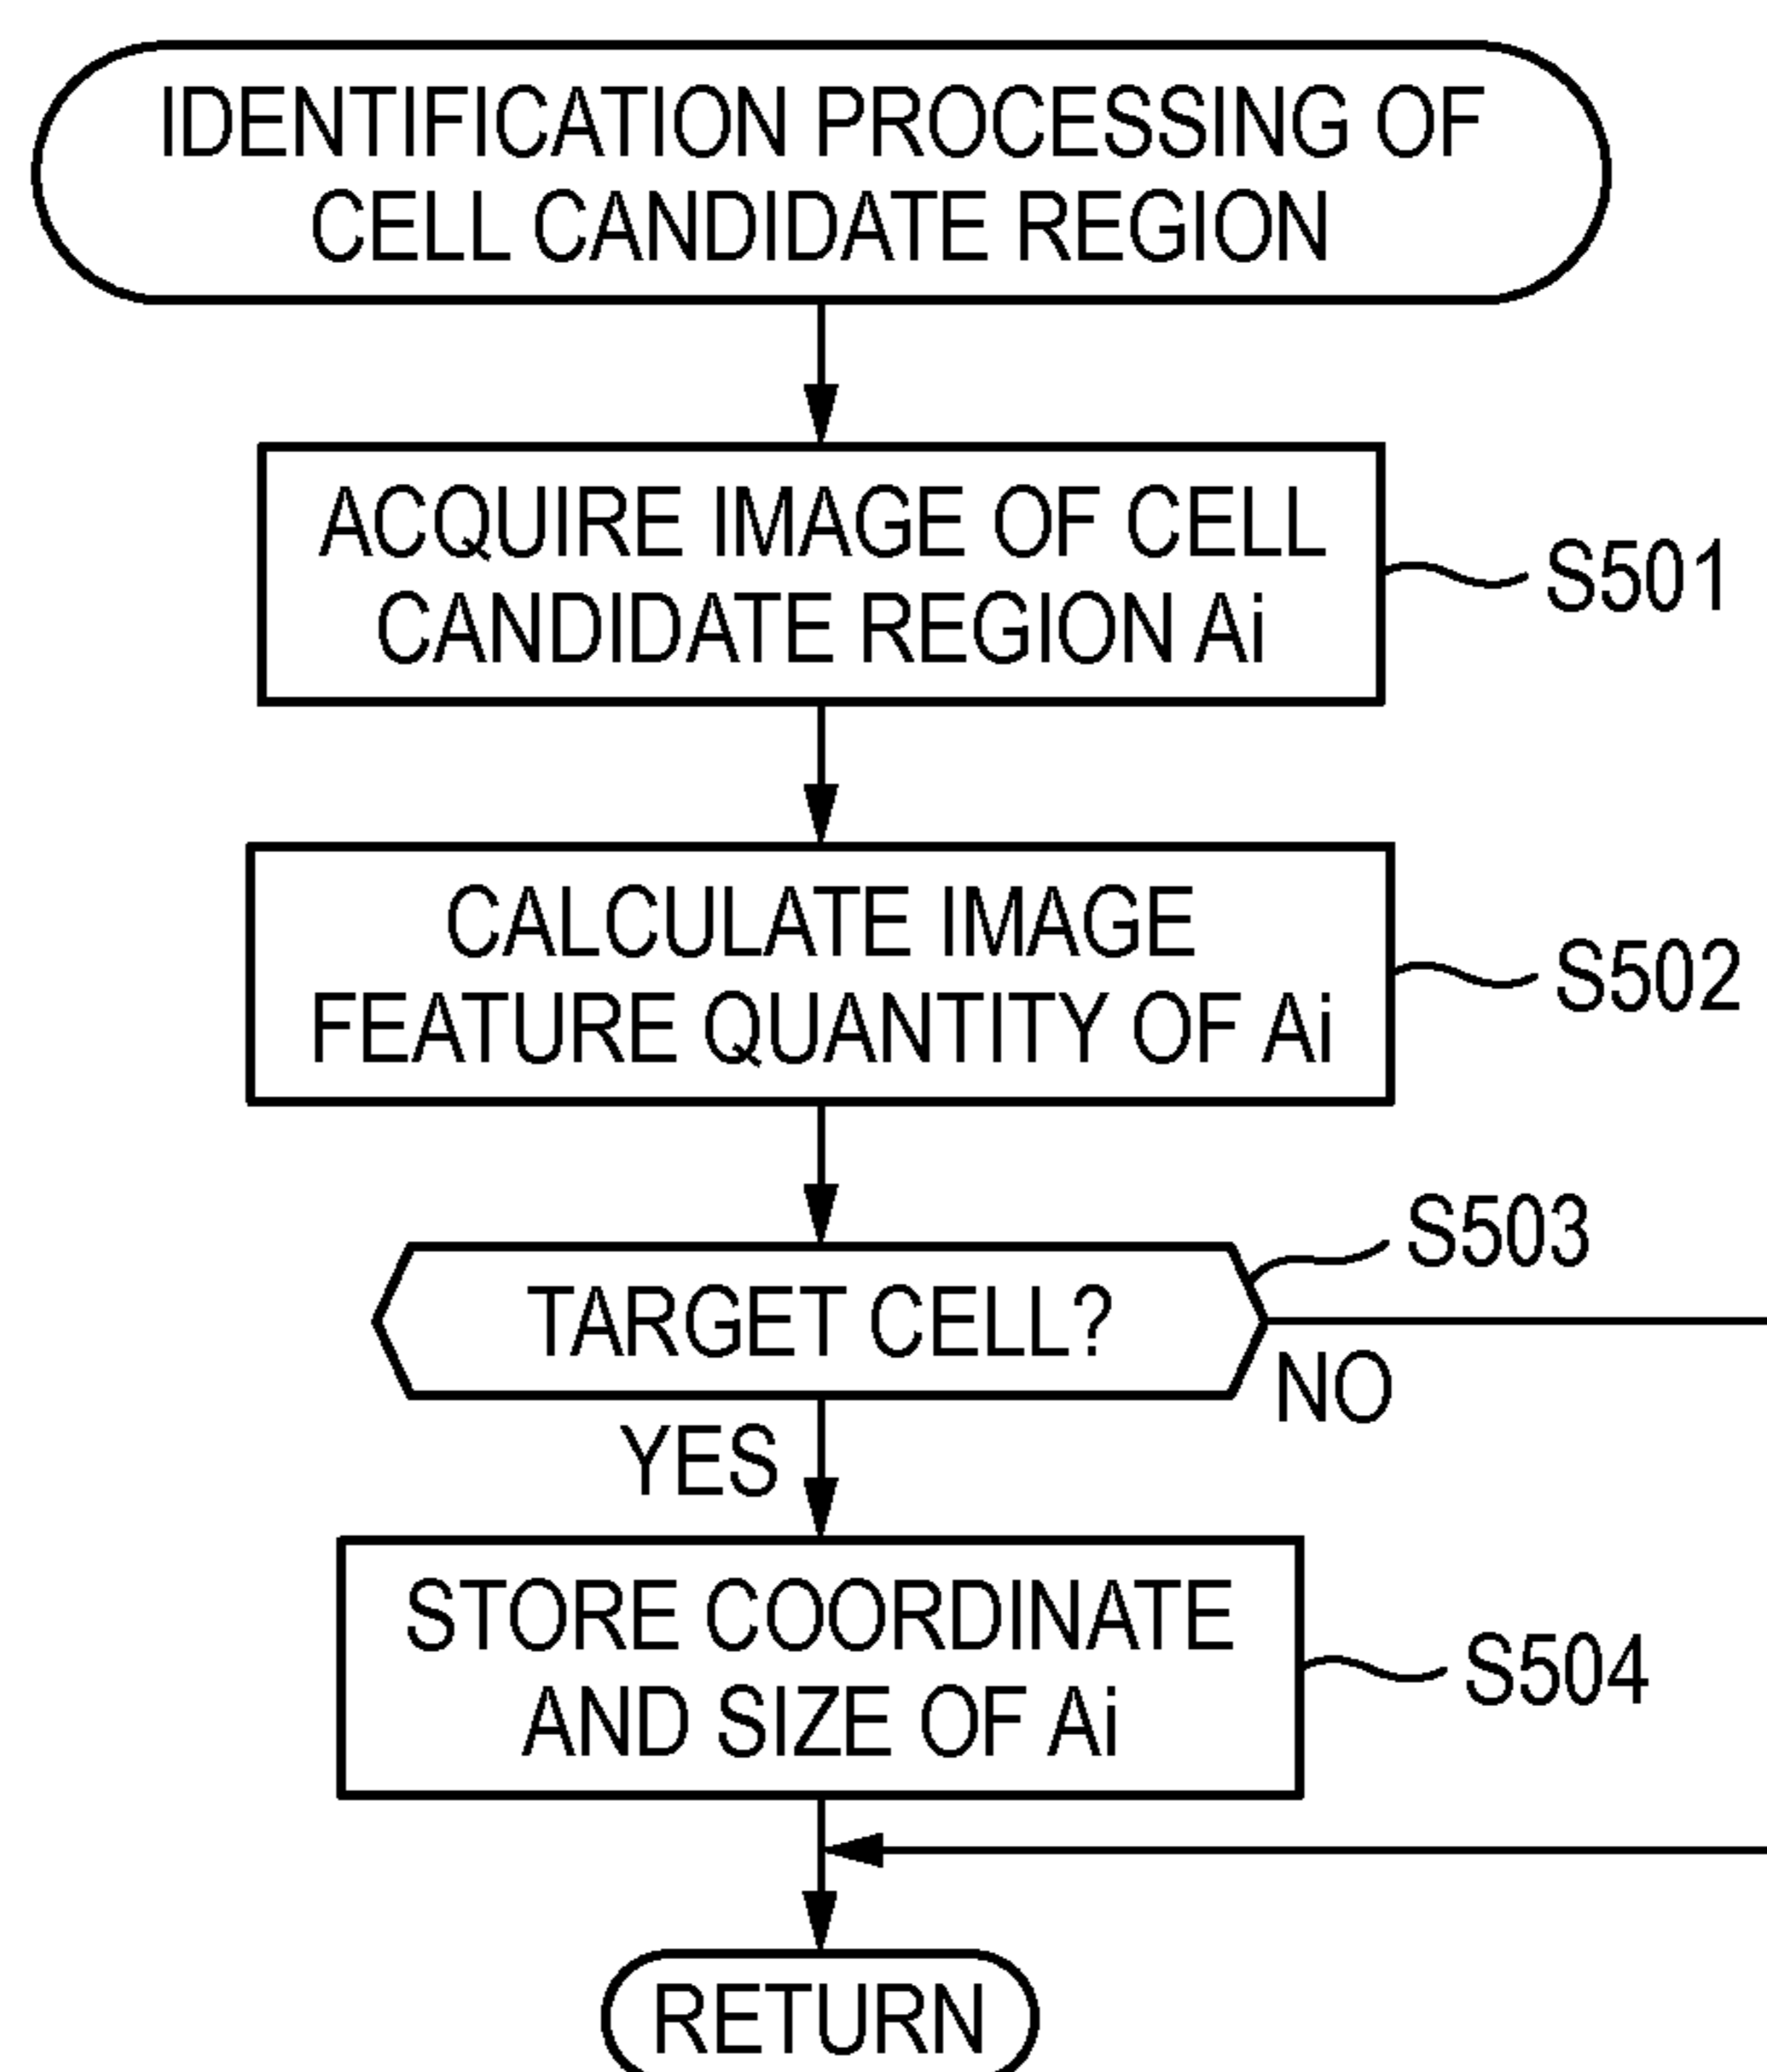 IDENTIFICATION PROCESSING OF
CELL CANDIDATE REGION
ACQUIRE IMAGE OF CELL
CANDIDATE REGION Ai
S501
CALCULATE IMAGE
FEATURE QUANTITY OF Ai
S502
S503
TARGET CELL?
NO
YES
STORE COORDINATE
AND SIZE OF Ai
S504
RETURN